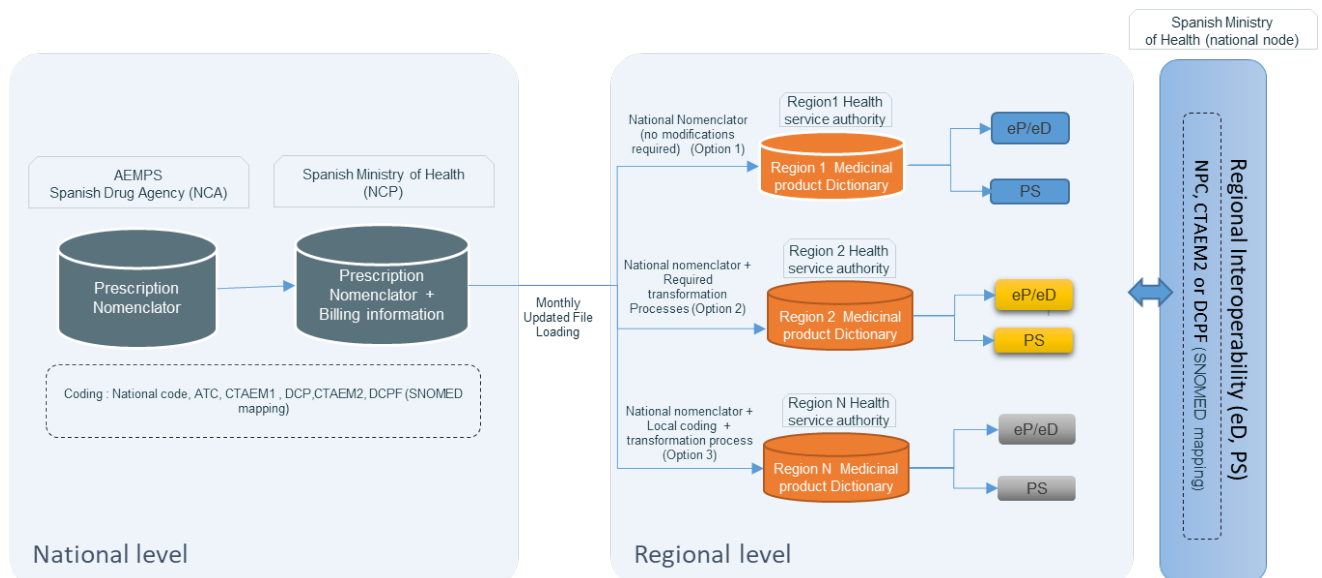 Spanish Ministry
of Health (national node)
AEMPS
Spanish Drug Agency (NCA)
Spanish Ministry of Health
(NCP)
Prescription
Nomenclator
Prescription
Nomenclator +
Billing information
Coding : National code, ATC, CTAEM1 , DCP,CTAEM2, DCPF (SNOMED
mapping)
National level
Monthly
Updated File
Loading
National Nomenclator
(no modifications
required) (Option 1)
Region1 Health
service authority
Region 1 Medicinal
product Dictionary
eP/eD
PS
National nomenclator +
Required
transformation
Processes (Option 2)
Region 2 Health
service authority
Region 2 Medicinal
product Dictionary
eP/eD
PS
National nomenclator +
Local coding +
transformation process
(Option 3)
Region N Health
service authority
Region N Medicinal
product Dictionary
eP/eD
PS
Regional level
Regional Interoperability (eD, PS)
NPC, CTAEM2 or DCPF (SNOMED mapping)